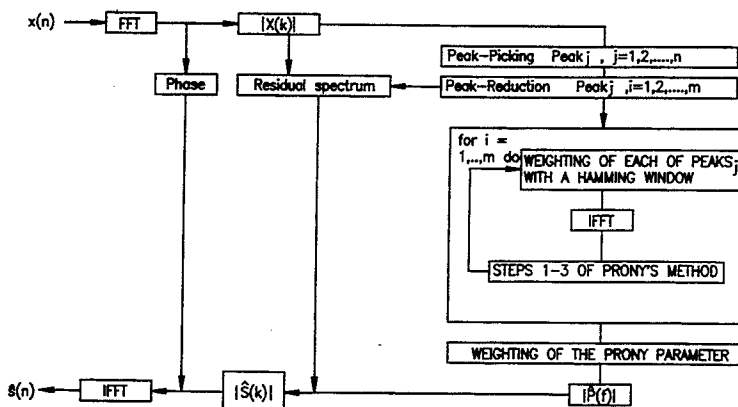 x(n)
FFT
|X(k)|
Peak-Picking Peak j , j=1,2,....,n
Phase
Residual spectrum
Peak-Reduction Peak j ,i=1,2,....,m
for i =
1,..,m do
WEIGHTING OF EACH OF PEAKS j
WITH A HAMMING WINDOW
IFFT
STEPS 1-3 OF PRONY'S METHOD
WEIGHTING OF THE PRONY PARAMETER
ŝ(n)
IFFT
|Ŝ(k)|
|P̂(f)|